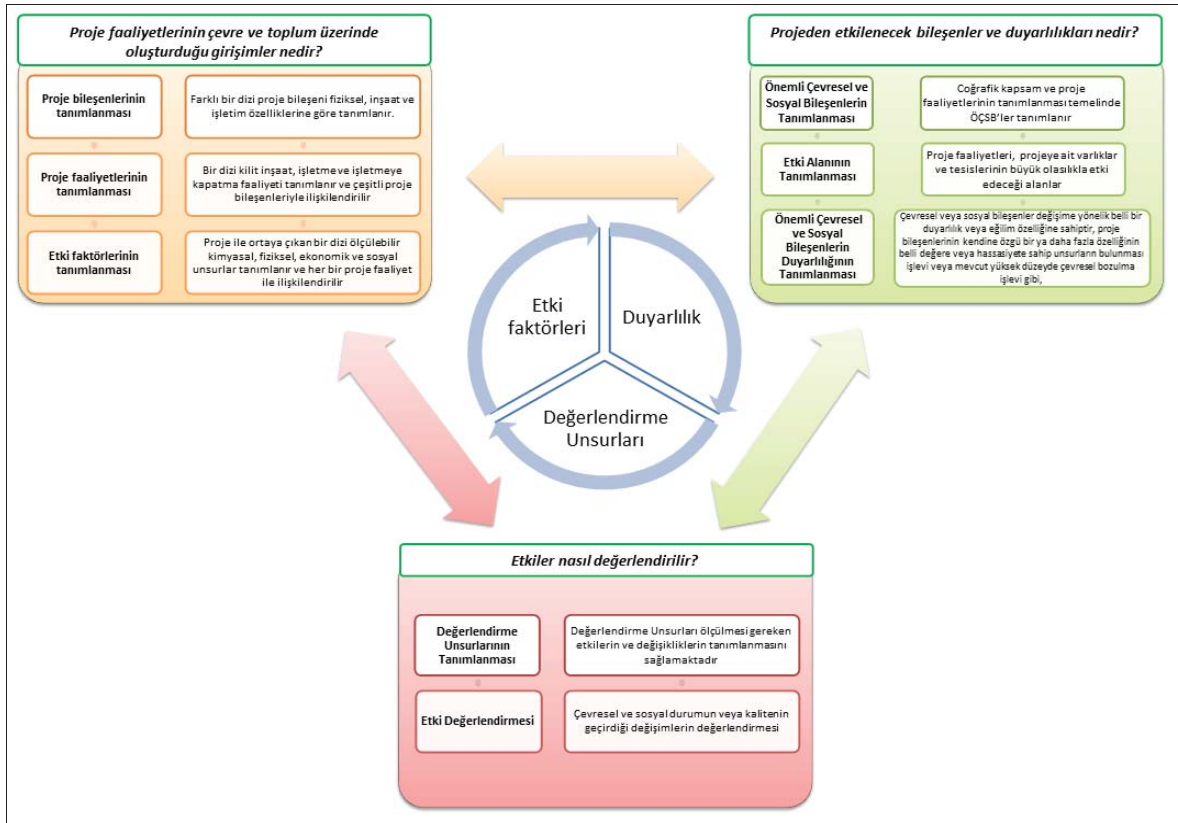 Proje faaliyetlerinin çevre ve toplum üzerinde
oluşturduğu girişimler nedir?
Proje bileşenlerinin
tanımlanması
Farklı bir dizi proje bileşeni fiziksel, inşaat ve
işletim özelliklerine göre tanımlanır.
Proje faaliyetlerinin
tanımlanması
Bir dizi kilit inşaat, işletme ve işletmeye
kapatma faaliyeti tanımlanır ve çeşitli proje
bileşenleriyle ilişkilendirilir
Etki faktörlerinin
tanımlanması
Proje ile ortaya çıkan bir dizi ölçülebilir
kimyasal, fiziksel, ekonomik ve sosyal
unsurlar tanımlanır ve her bir proje faaliyet
ile ilişkilendirilir
Projeden etkilenecek bileşenler ve duyarlılıkları nedir?
Önemli Çevresel ve
Sosyal Bileşenlerin
Tanımlanması
Coğrafik kapsam ve proje
faaliyetlerinin tanımlanması temelinde
ÖÇSB'ler tanımlanır
Etki Alanının
Tanımlanması
Proje faaliyetleri, projeye ait varlıklar
ve tesislerinin büyük olasılıkla etki
edeceği alanlar
Önemli Çevresel
ve Sosyal
Bileşenlerin
Duyarlılığının
Tanımlanması
Çevresel veya sosyal bileşenler değişime yönelik belli bir
duyarlılık veya eğilim özelliğine sahiptir, proje
bileşenlerinin kendine özgü bir ya daha fazla özelliğinin
belli değere veya hassasiyete sahip unsurların bulunması
işlevi veya mevcut yüksek düzeyde çevresel bozulma
işlevi gibi,
Etki
faktörleri
Duyarlılık
Değerlendirme
Unsurları
Etkiler nasıl değerlendirilir?
Değerlendirme
Unsurlarının
Tanımlanması
Değerlendirme Unsurları ölçülmesi gereken
etkilerin ve değişikliklerin tanımlanmasını
sağlamaktadır
Etki Değerlendirmesi
Çevresel ve sosyal durumun veya kalitenin
geçirdiği değişimlerin değerlendirmesi